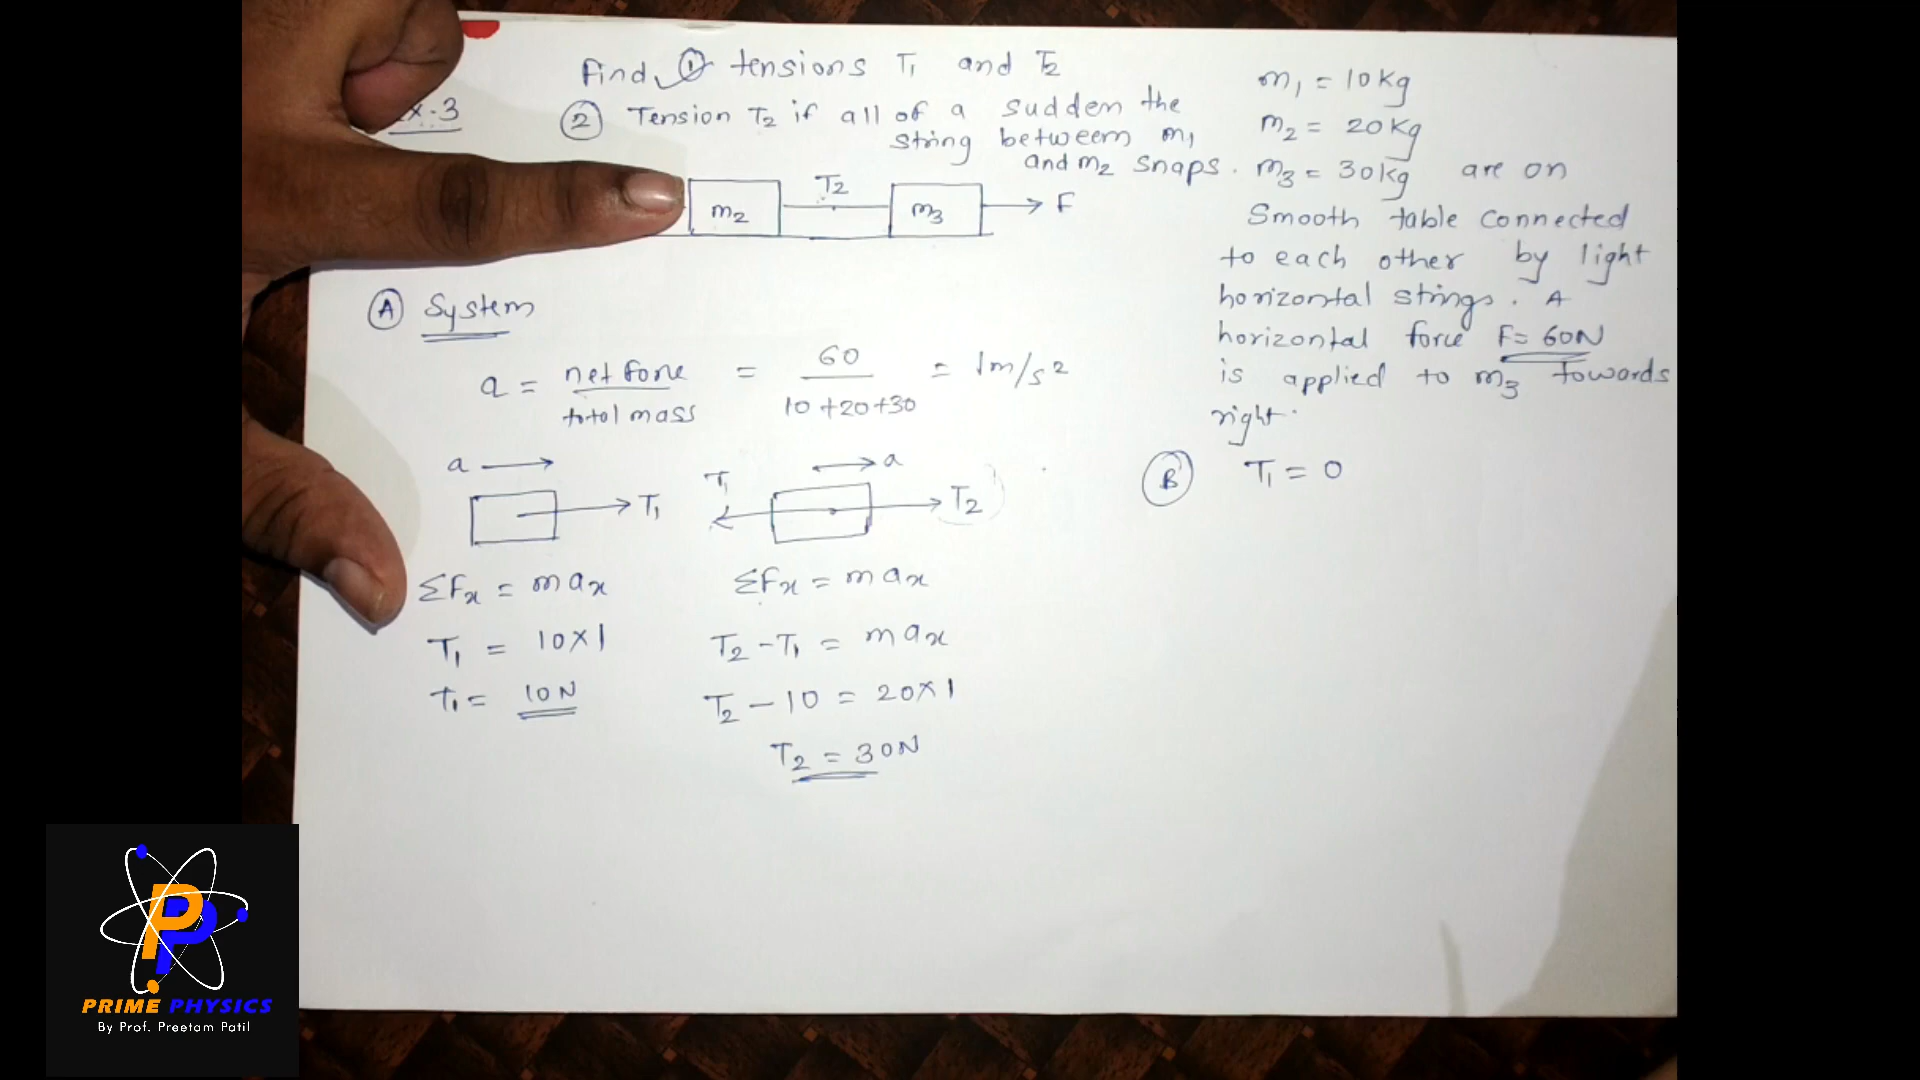 Find ① tensions T1 and T2
x.3
② Tension T2 if all of a sudden the
string between m1
and m2 snaps.
m1 = 10kg
m2 = 20kg
m3 = 30kg are on
Smooth table connected
to each other by light
horizontal strings. A
horizontal force F= 60N
is applied to m3 towards
right.
m2 T2 m3 F
Ⓐ System
a = net force / total mass = 60 / 10+20+30 = 1m/s2
a
T1
T1 a T2
ΣFx = max
T1 = 10×1
T1 = 10N
ΣFx = max
T2 -T1 = max
T2 - 10 = 20×1
T2 = 30N
Ⓑ T1 = 0
PP
PRIME PHYSICS
By Prof. Preetam Patil